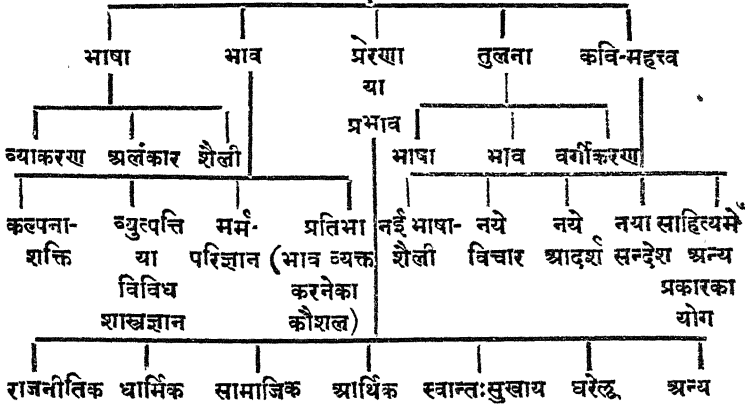 भाषा भाव प्रेरणा तुलना कवि-महत्त्व
या
प्रभाव
व्याकरण अलंकार शैली भाषा भाव वर्गीकरण
कल्पना- व्युत्पत्ति मर्म- प्रतिभा नई भाषा- नये नये नया साहित्यमें
शक्ति या परिज्ञान (भाव व्यक्त शैली विचार आदर्श सन्देश अन्य
विविध करनेका प्रकारका
शास्त्रज्ञान कौशल) योग
राजनीतिक धार्मिक सामाजिक आर्थिक स्वान्तःसुखाय घरेलू अन्य